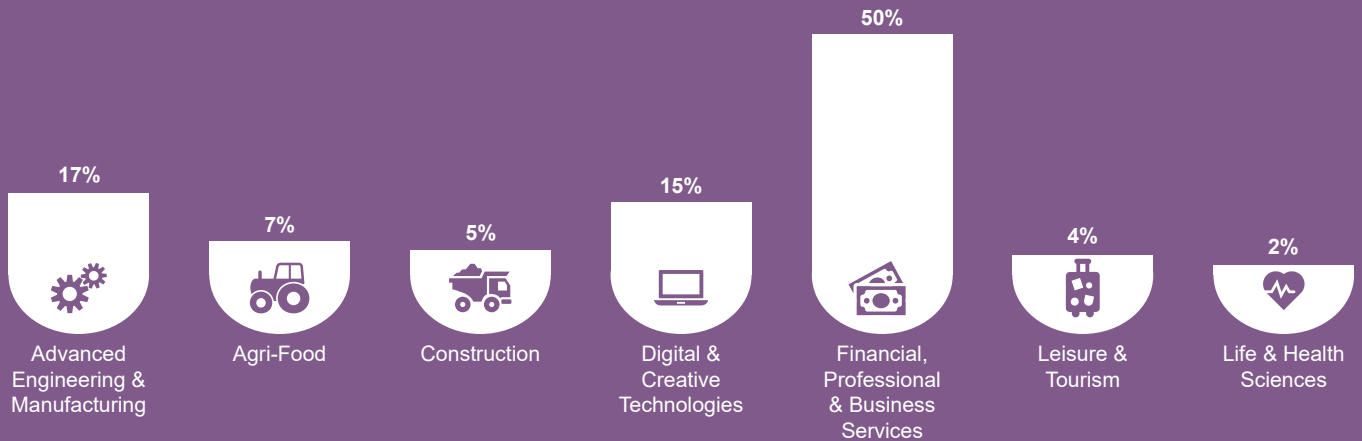 50%
17%
15%
7%
5%
4%
2%
Advanced
Engineering &
Manufacturing
Agri-Food
Construction
Digital &
Creative
Technologies
Financial,
Professional
& Business
Services
Leisure &
Tourism
Life & Health
Sciences